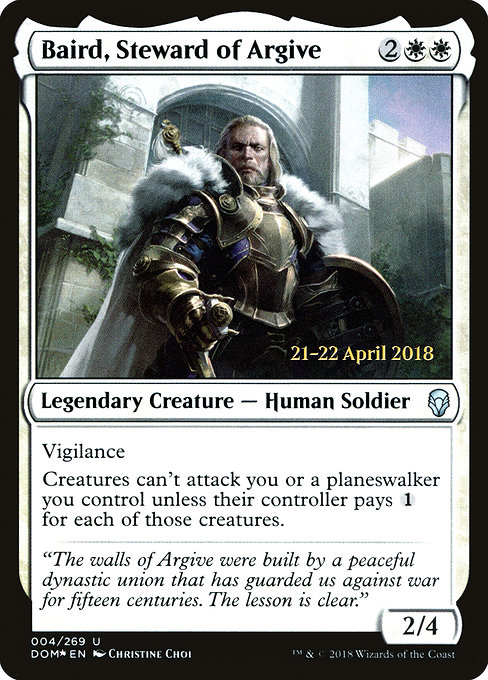 Baird, Steward of Argive 2
21–22 April 2018
Legendary Creature — Human Soldier
Vigilance
Creatures can't attack you or a planeswalker
you control unless their controller pays 1
for each of those creatures.
“The walls of Argive were built by a peaceful
dynastic union that has guarded us against war
for fifteen centuries. The lesson is clear.”
2/4
004/269 U
DOM★EN Christine Choi
™ & © 2018 Wizards of the Coast